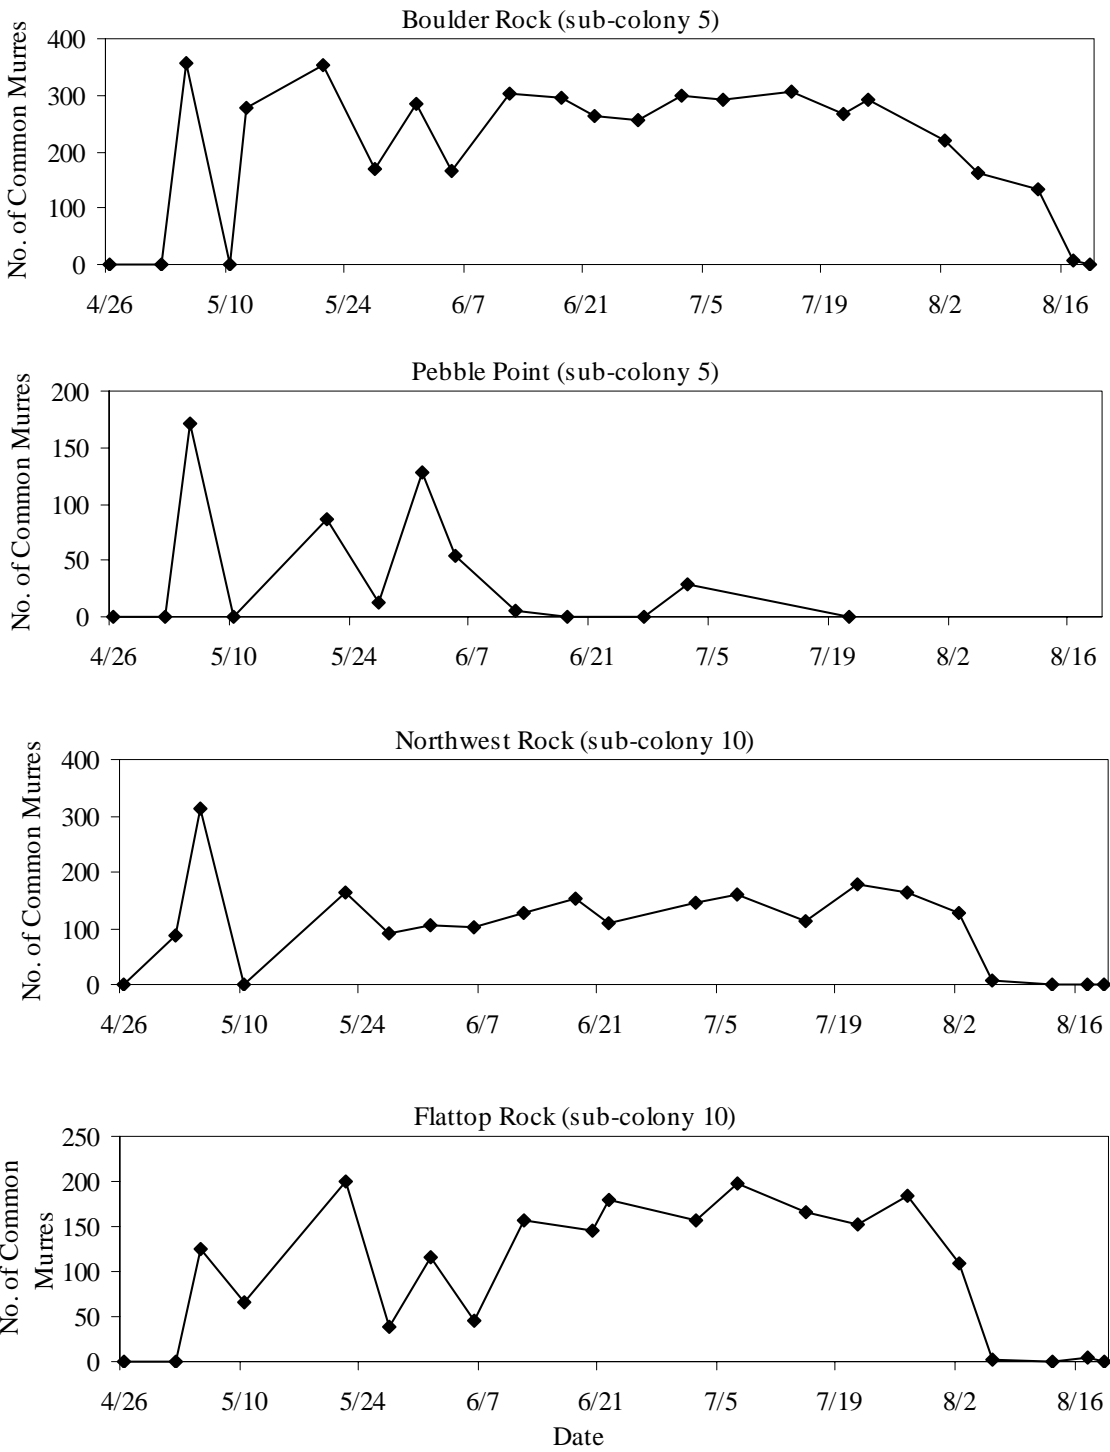 Boulder Rock (sub-colony 5)
No. of Common Murres
400
300
200
100
0
4/26 5/10 5/24 6/7 6/21 7/5 7/19 8/2 8/16
Pebble Point (sub-colony 5)
No. of Common Murres
200
150
100
50
0
4/26 5/10 5/24 6/7 6/21 7/5 7/19 8/2 8/16
Northwest Rock (sub-colony 10)
No. of Common Murres
400
300
200
100
0
4/26 5/10 5/24 6/7 6/21 7/5 7/19 8/2 8/16
Flattop Rock (sub-colony 10)
No. of Common
Murres
250
200
150
100
50
0
4/26 5/10 5/24 6/7 6/21 7/5 7/19 8/2 8/16
Date